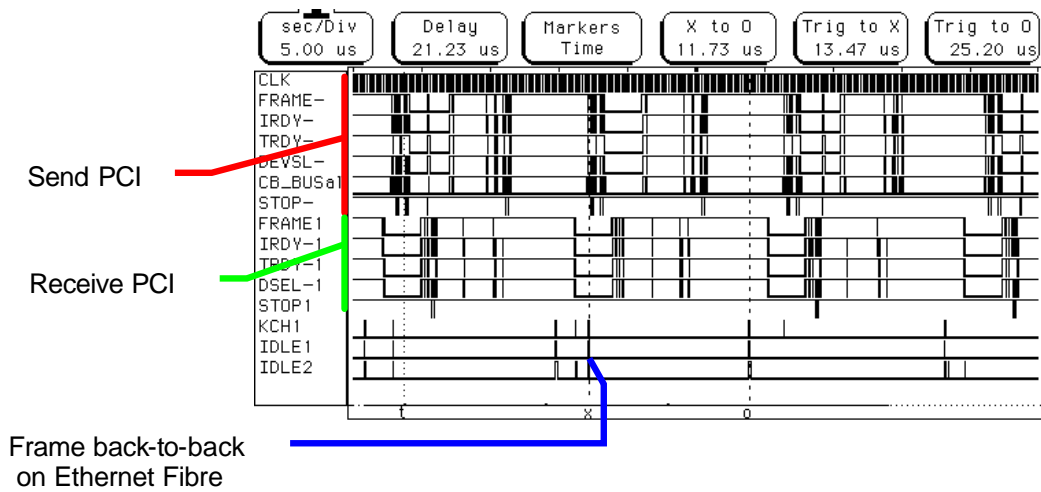 sec/Div Delay Markers X to O Trig to X Trig to O
5.00 us 21.23 us Time 11.73 us 13.47 us 25.20 us
CLK
FRAME-
IRDY-
TRDY-
DEVSL-
CB_BUSal
STOP-
FRAME1
IRDY-1
TRDY-1
DSEL-1
STOP1
KCH1
IDLE1
IDLE2
Send PCI
Receive PCI
t X O
Frame back-to-back
on Ethernet Fibre